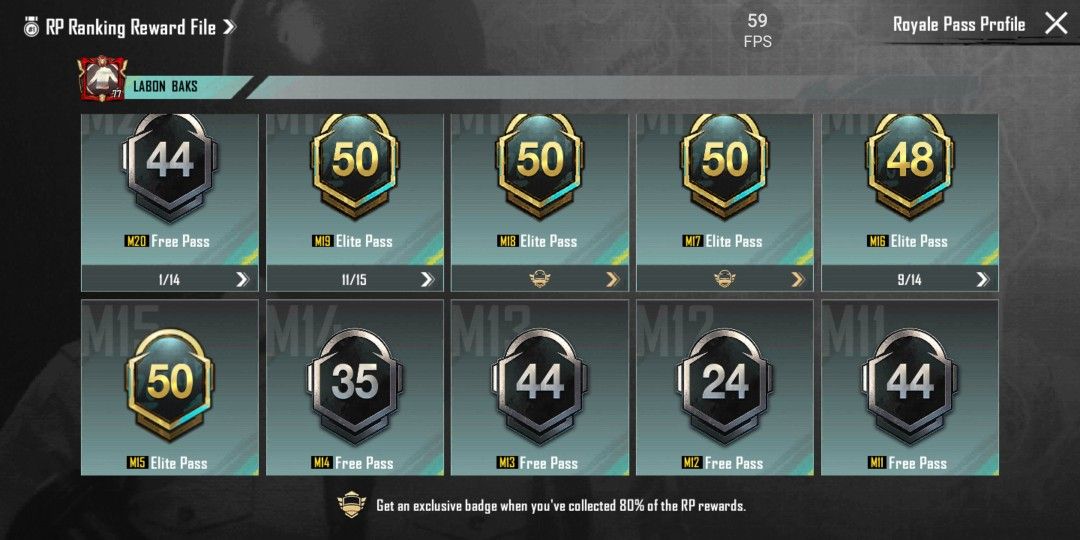 RP Ranking Reward File
59
FPS
Royale Pass Profile
77
LABON BAKS
44
50
50
50
48
M20 Free Pass
M19 Elite Pass
M18 Elite Pass
M17 Elite Pass
M16 Elite Pass
1/14
11/15
9/14
M15
M14
M13
M12
M11
50
35
44
24
44
M15 Elite Pass
M14 Free Pass
M13 Free Pass
M12 Free Pass
M11 Free Pass
Get an exclusive badge when you've collected 80% of the RP rewards.